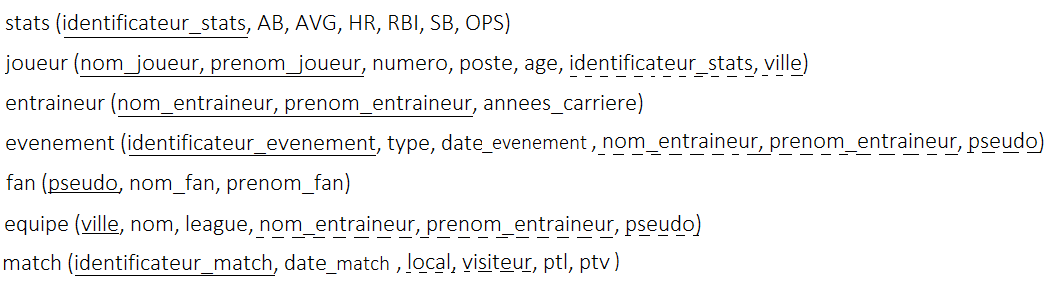 stats (identificateur_stats, AB, AVG, HR, RBI, SB, OPS)
joueur (nom_joueur, prenom_joueur, numero, poste, age, identificateur_stats, ville)
entraineur (nom_entraineur, prenom_entraineur, annees_carriere)
evenement (identificateur_evenement, type, date_evenement , nom_entraineur, prenom_entraineur, pseudo)
fan (pseudo, nom_fan, prenom_fan)
equipe (ville, nom, league, nom_entraineur, prenom_entraineur, pseudo)
match (identificateur_match, date_match , local, visiteur, ptl, ptv )